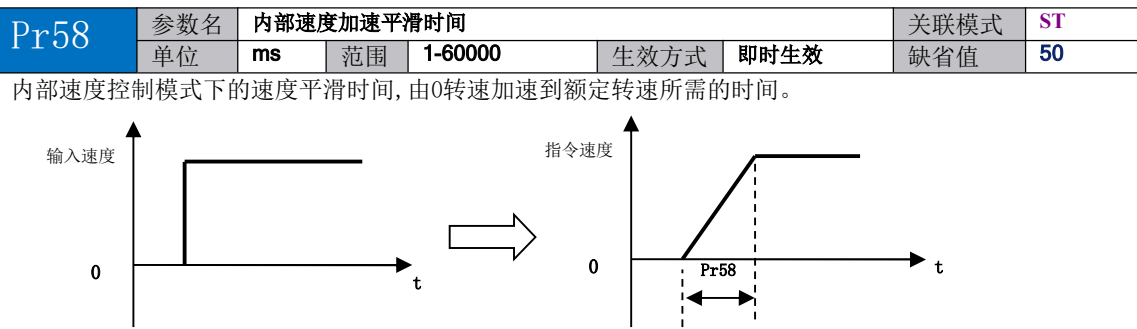 Pr58 参数名 内部速度加速平滑时间 关联模式 ST
单位 ms 范围 1-60000 生效方式 即时生效 缺省值 50
内部速度控制模式下的速度平滑时间,由0转速加速到额定转速所需的时间。
输入速度
0
t
指令速度
0
Pr58
t